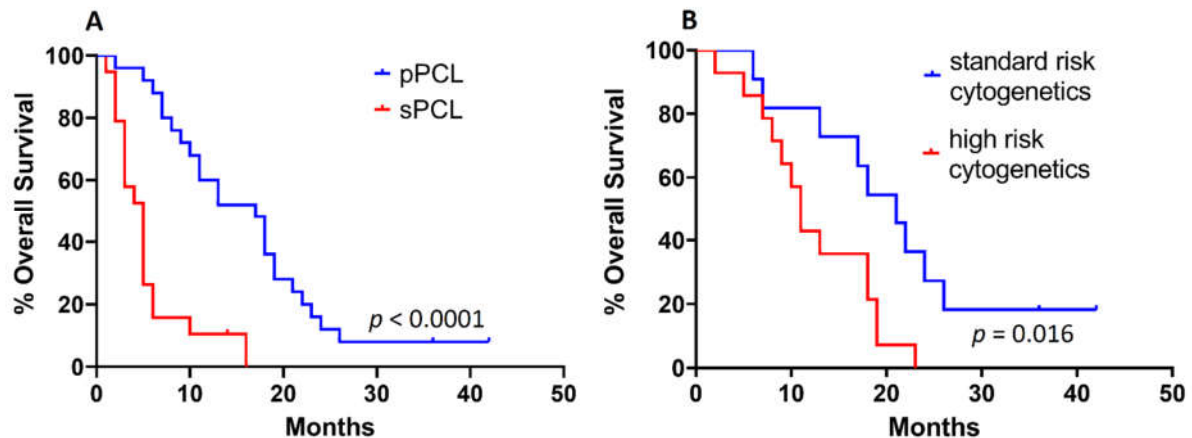 A
100
80
60
40
20
0
% Overall Survival
pPCL
sPCL
p < 0.0001
0 10 20 30 40 50
Months
B
100
80
60
40
20
0
% Overall Survival
standard risk
cytogenetics
high risk
cytogenetics
p = 0.016
0 10 20 30 40 50
Months